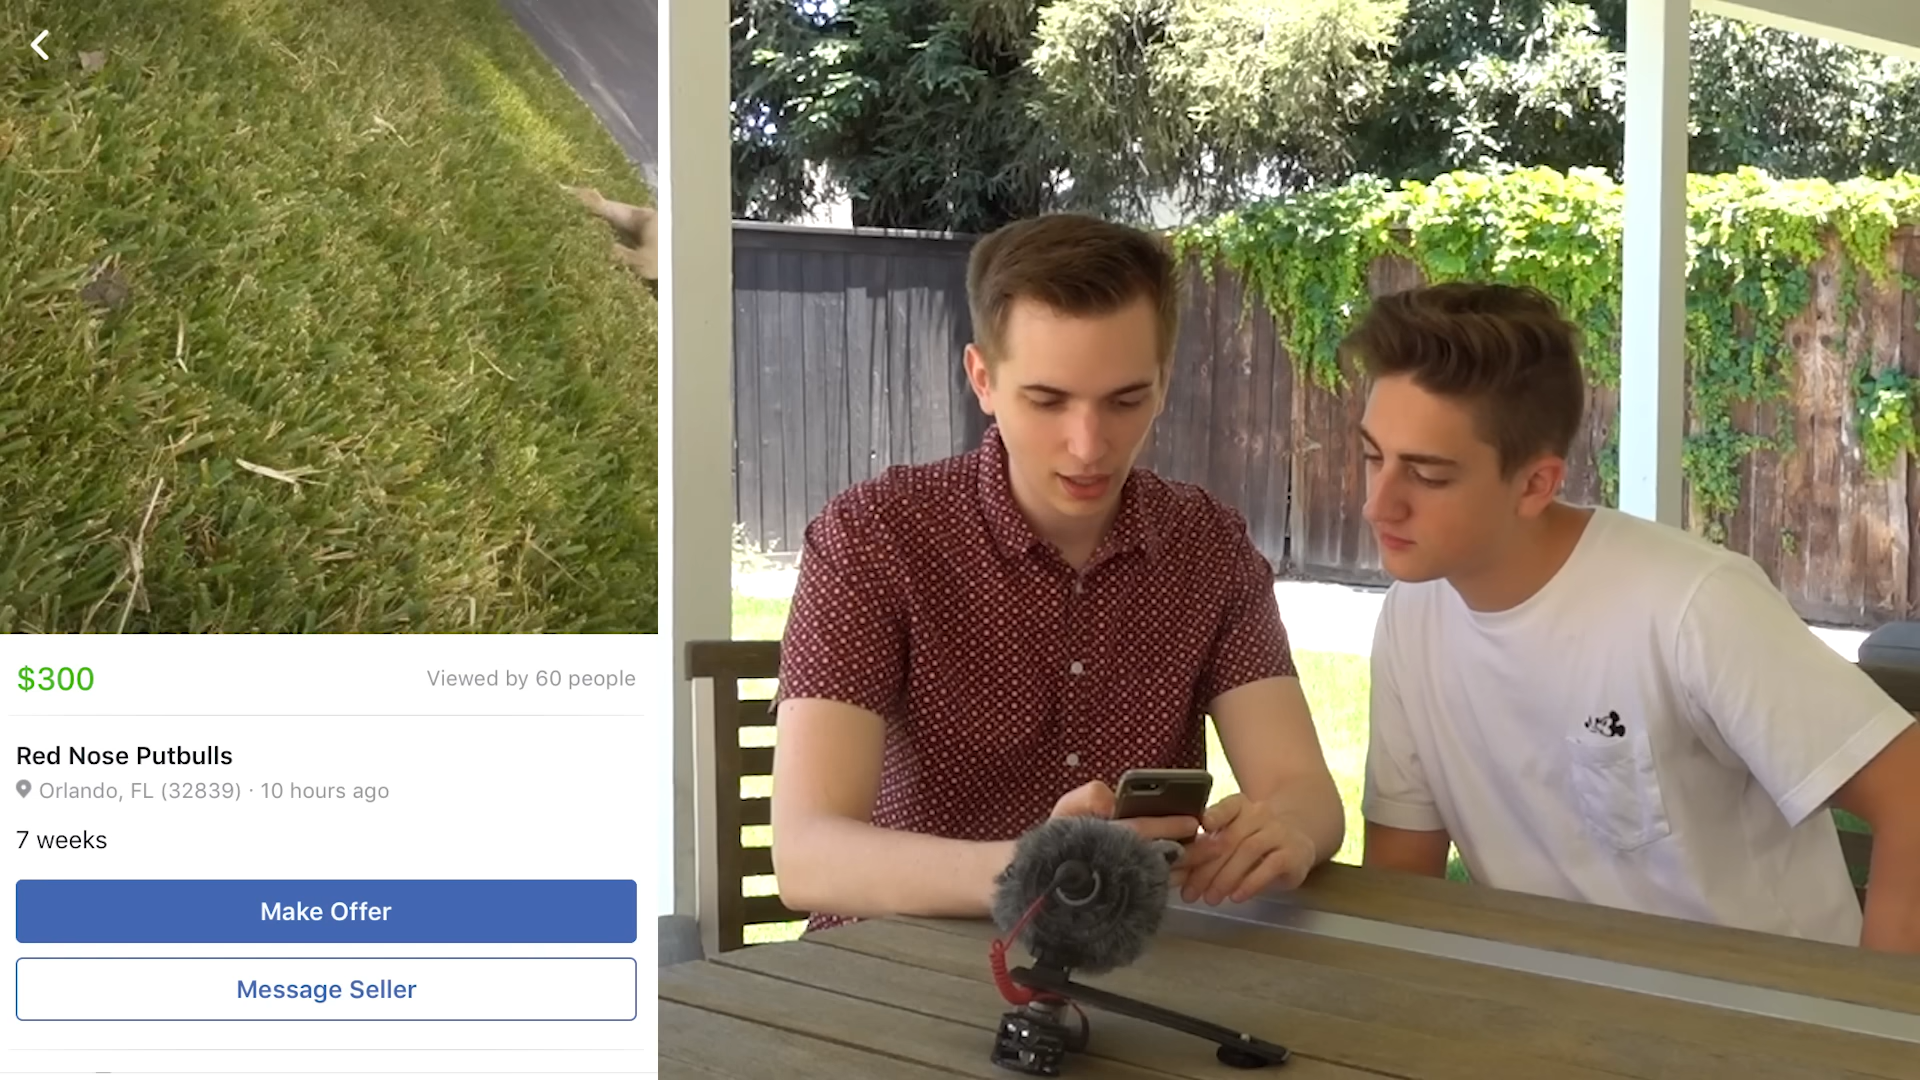 $300
Viewed by 60 people
Red Nose Putbulls
Orlando, FL (32839) · 10 hours ago
7 weeks
Make Offer
Message Seller